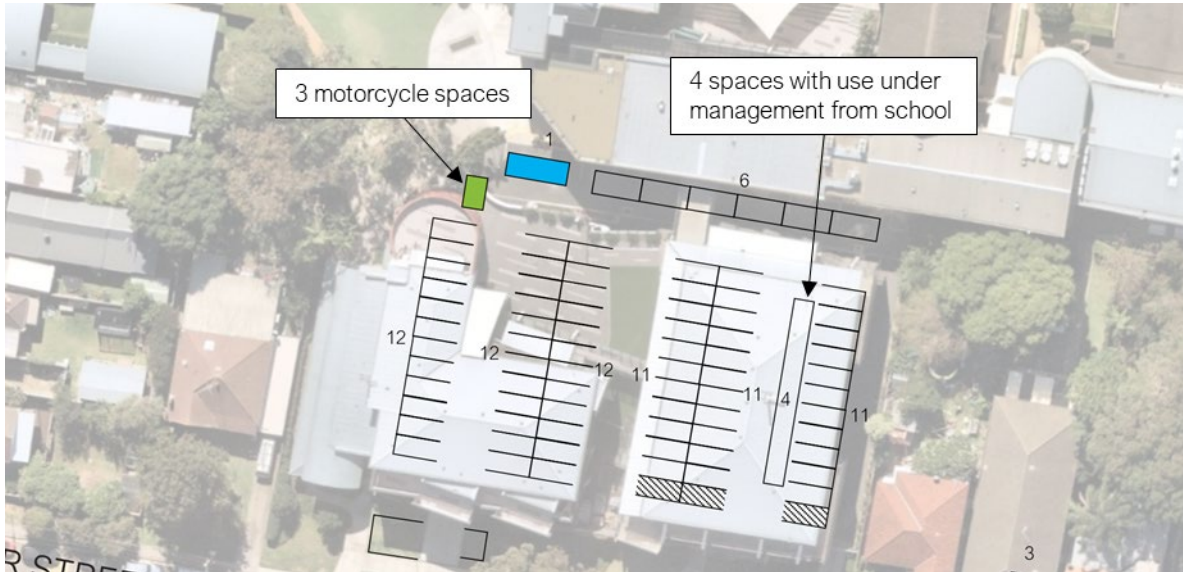 3 motorcycle spaces
4 spaces with use under
management from school
1
6
12
12
12
11
11
4
11
3
R STREE